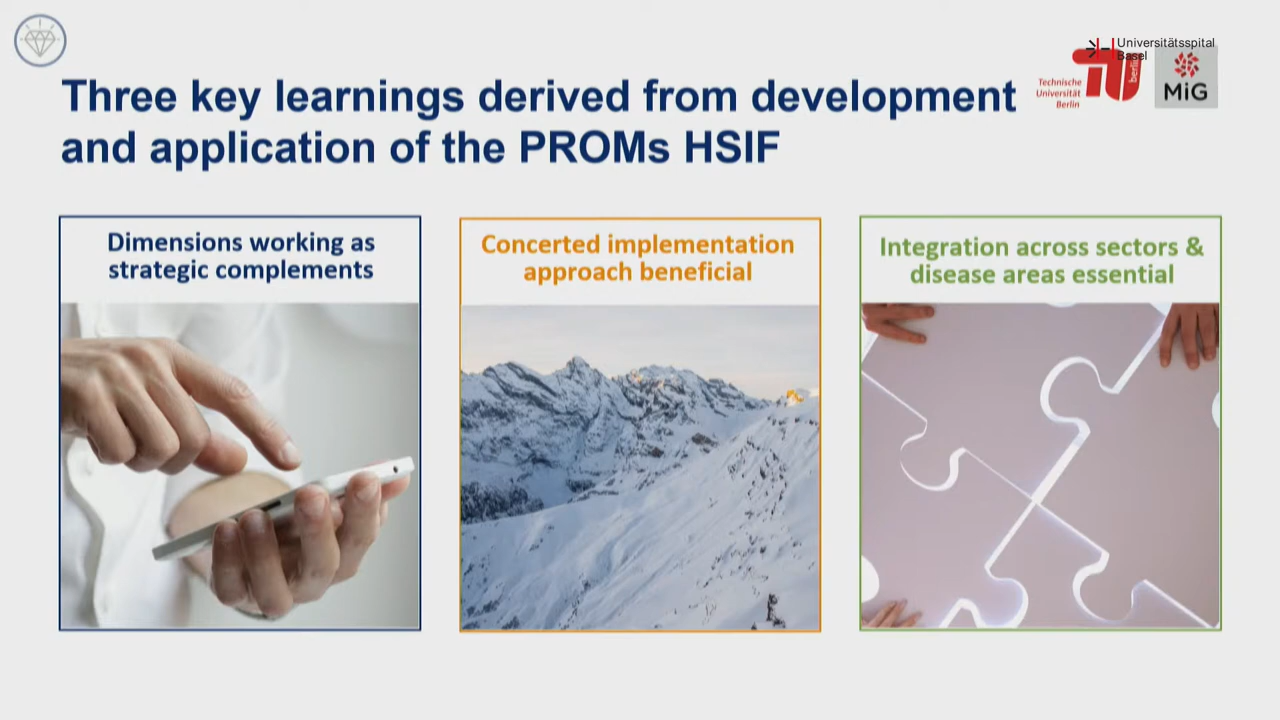 Universitätsspital
Basel
Technische
Universität
Berlin
berlin
MiG
Three key learnings derived from development
and application of the PROMs HSIF
Dimensions working as
strategic complements
Concerted implementation
approach beneficial
Integration across sectors &
disease areas essential